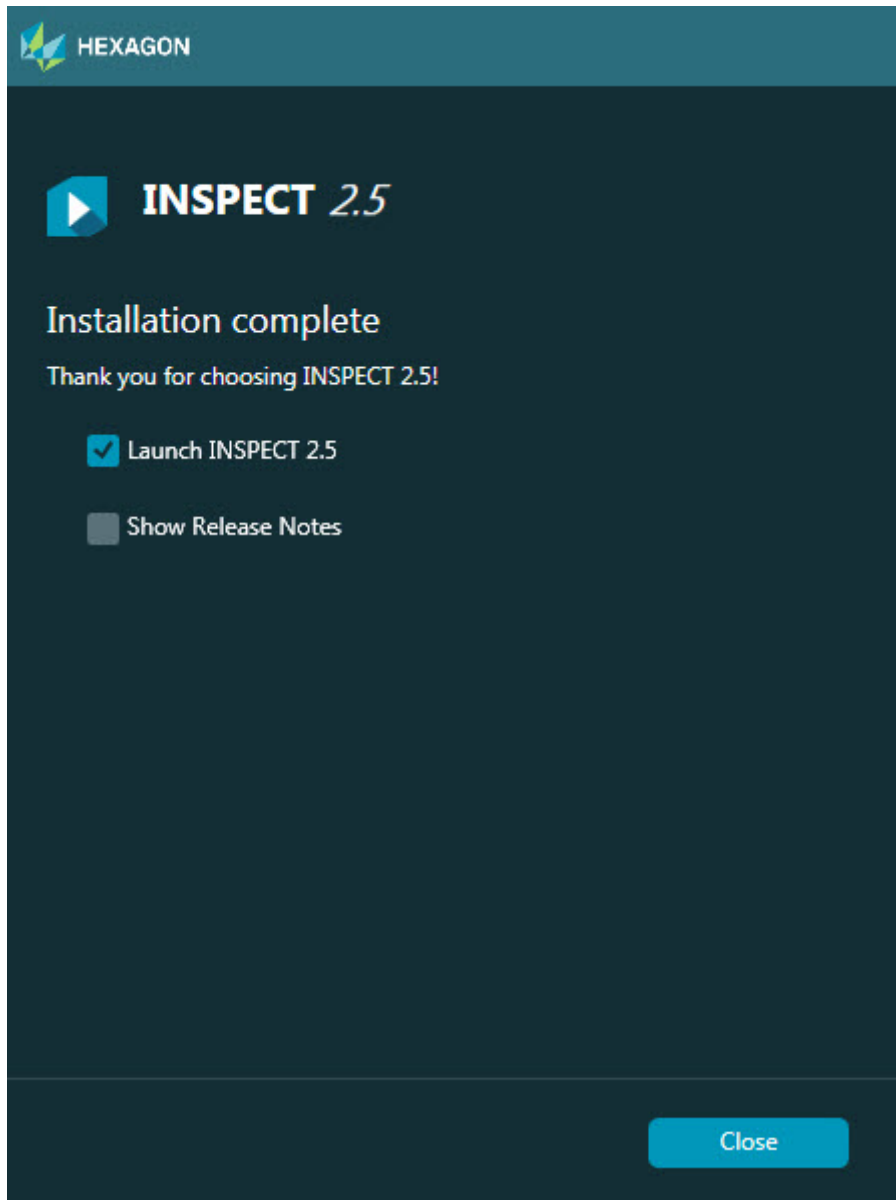 HEXAGON
INSPECT 2.5
Installation complete
Thank you for choosing INSPECT 2.5!
Launch INSPECT 2.5
Show Release Notes
Close